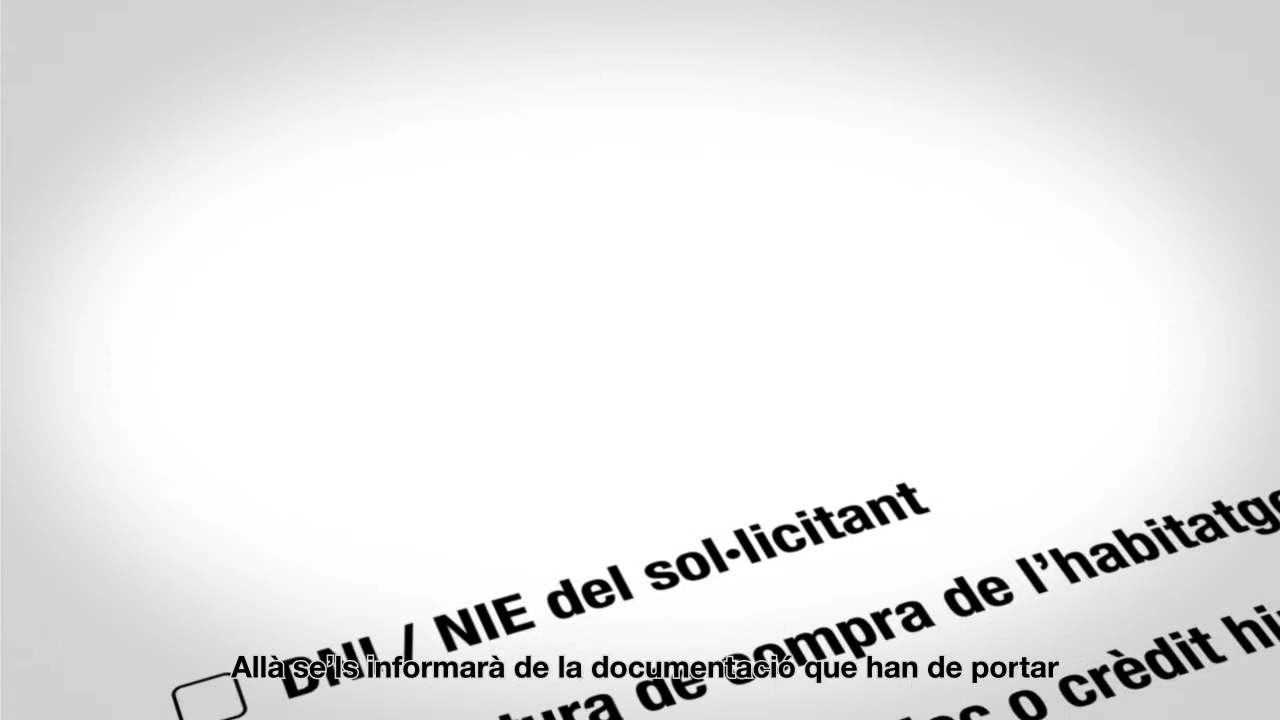 DNI / NIE del sol·licitant
de compra de l’habitatge
o crèdit
Allà se'ls informarà de la documentació que han de portar